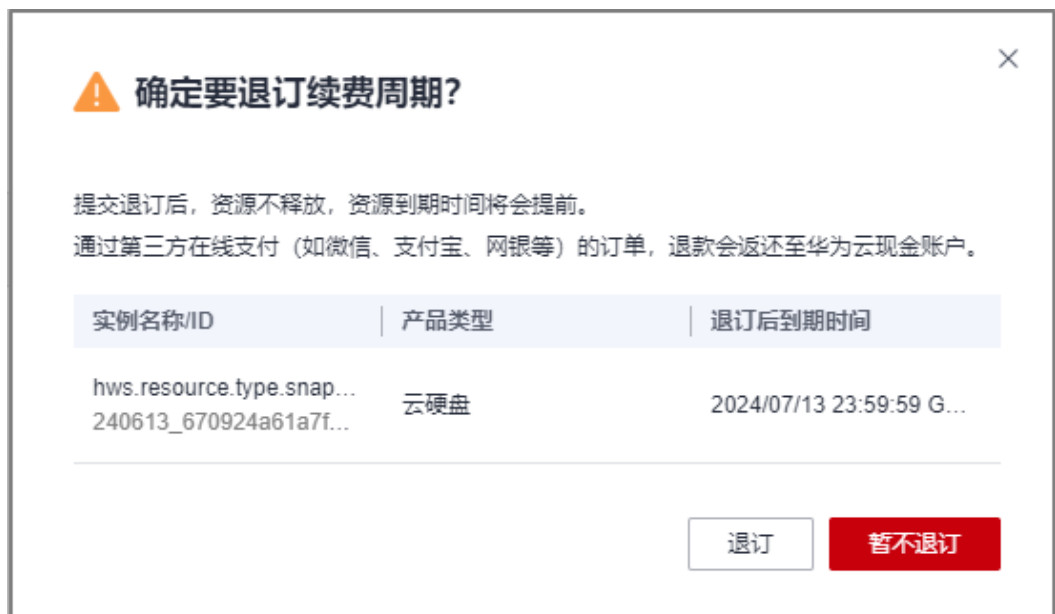 确定要退订续费周期?
提交退订后，资源不释放，资源到期时间将会提前。
通过第三方在线支付（如微信、支付宝、网银等）的订单，退款会返还至华为云现金账户。
实例名称/ID 产品类型 退订后到期时间
hws.resource.type.snap... 云硬盘 2024/07/13 23:59:59 G...
240613_670924a61a7f...
退订 暂不退订